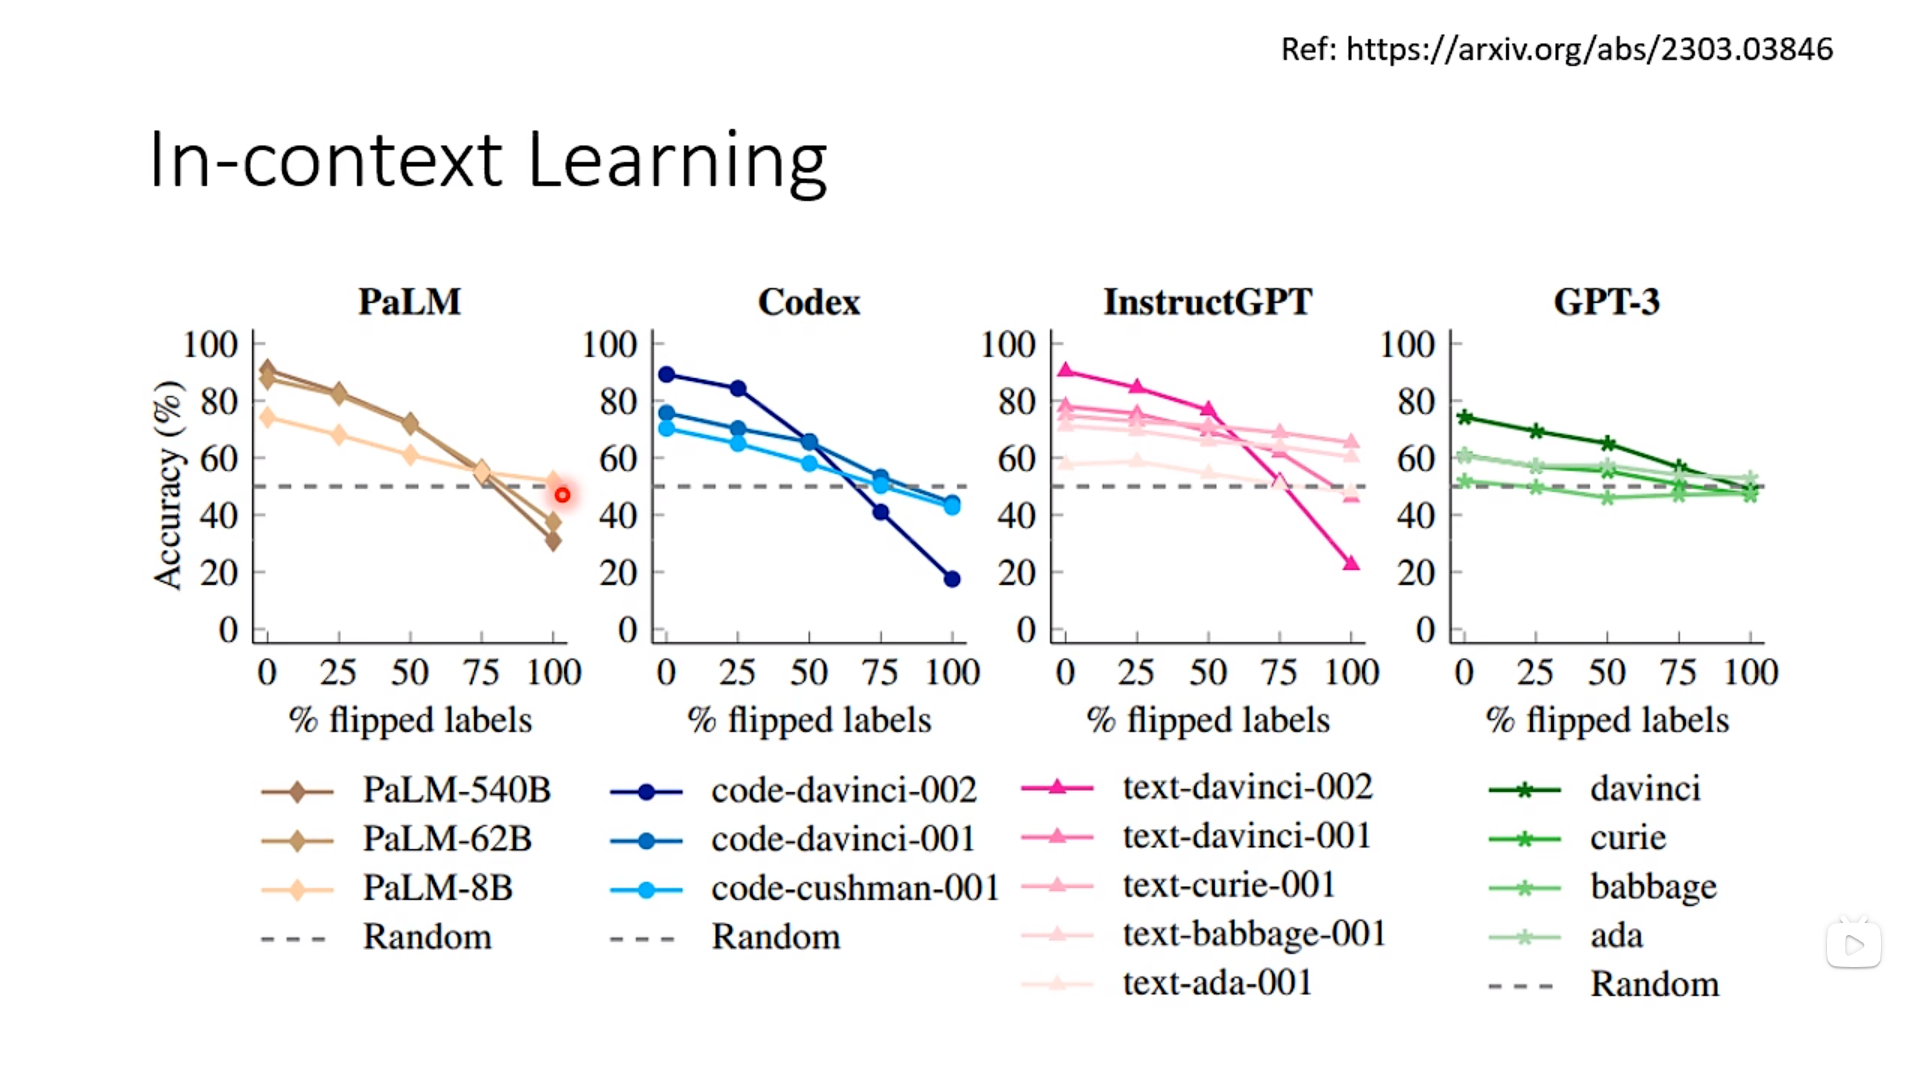 Ref: https://arxiv.org/abs/2303.03846
In-context Learning
PaLM
Codex
InstructGPT
GPT-3
Accuracy (%)
100
80
60
40
20
0
0 25 50 75 100
% flipped labels
100
80
60
40
20
0
0 25 50 75 100
% flipped labels
100
80
60
40
20
0
0 25 50 75 100
% flipped labels
100
80
60
40
20
0
0 25 50 75 100
% flipped labels
PaLM-540B
PaLM-62B
PaLM-8B
Random
code-davinci-002
code-davinci-001
code-cushman-001
Random
text-davinci-002
text-davinci-001
text-curie-001
text-babbage-001
text-ada-001
davinci
curie
babbage
ada
Random